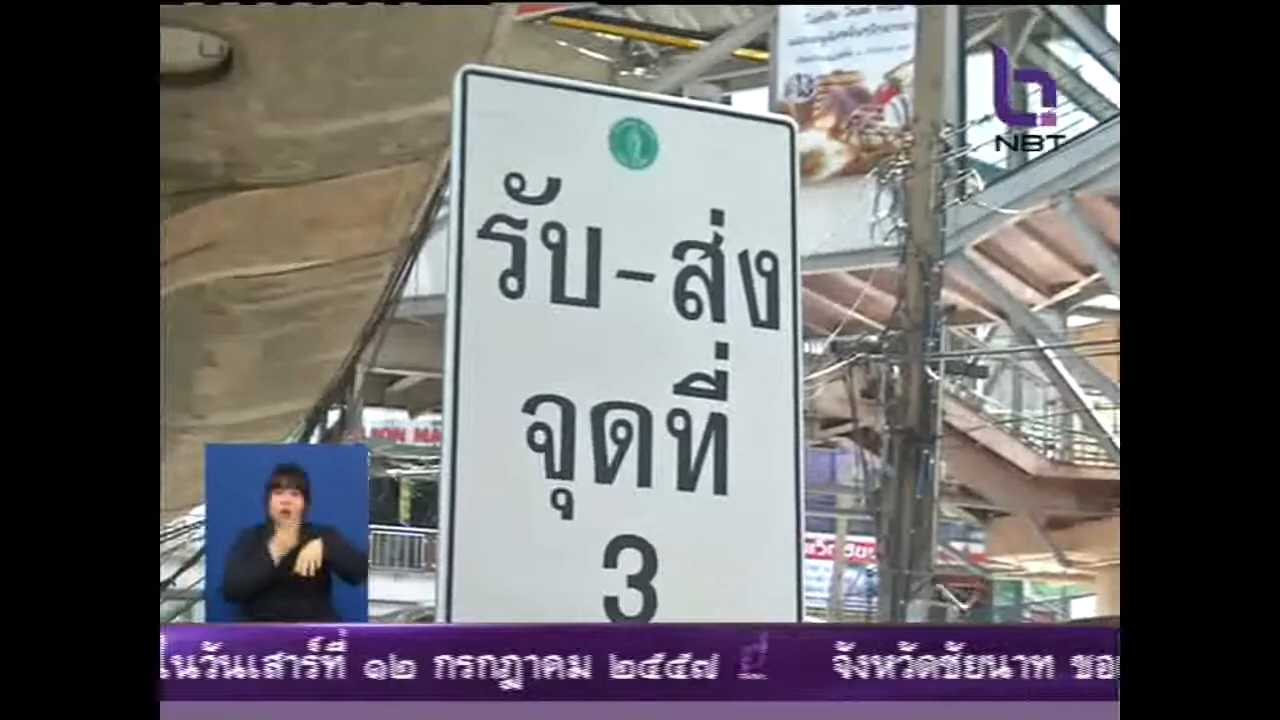 NBT
รับ-ส่ง
จุดที่
3
ในวันเสาร์ที่ ๑๒ กรกฎาคม ๒๕๕๗
จังหวัดชัยนาท ขอ